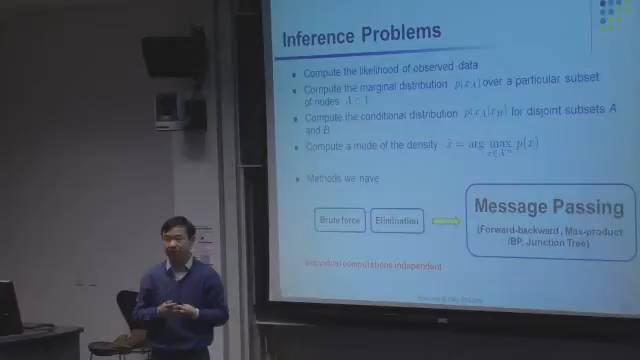 Inference Problems
Compute the likelihood of observed data
Compute the marginal distribution p(x_A) over a particular subset
of nodes A ⊂ V
Compute the conditional distribution p(x_A|x_B) for disjoint subsets A
and B
Compute a mode of the density x̂ = arg max_{x∈X^m} p(x)
Methods we have
Brute force
Elimination
Message Passing
(Forward-backward , Max-product
/BP, Junction Tree)
Individual computations independent